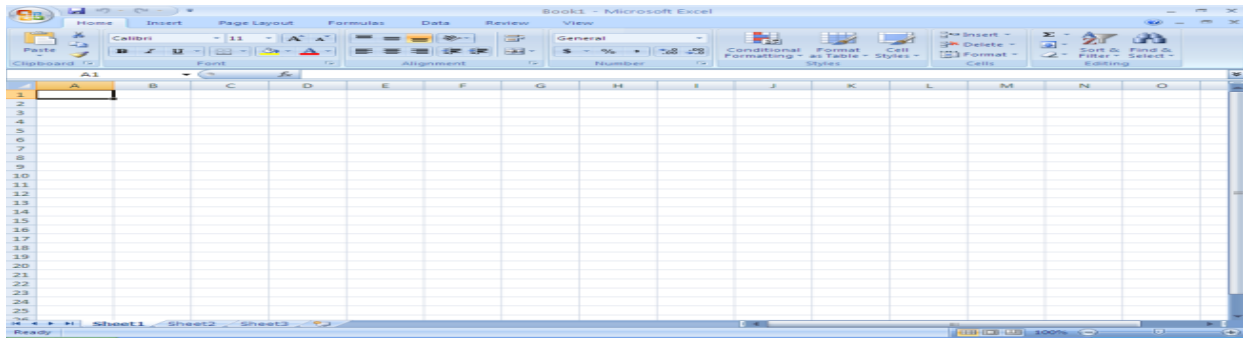 Book1 - Microsoft Excel
Home Insert Page Layout Formulas Data Review View
Calibri 11 General
Paste
Conditional Formatting
Format as Table
Cell Styles
Insert
Delete
Format
Sort & Filter
Find & Select
Clipboard Font Alignment Number Styles Cells Editing
A1 fx
A B C D E F G H I J K L M N O
1
2
3
4
5
6
7
8
9
10
11
12
13
14
15
16
17
18
19
20
21
22
23
24
25
Sheet1 Sheet2 Sheet3
Ready 100%